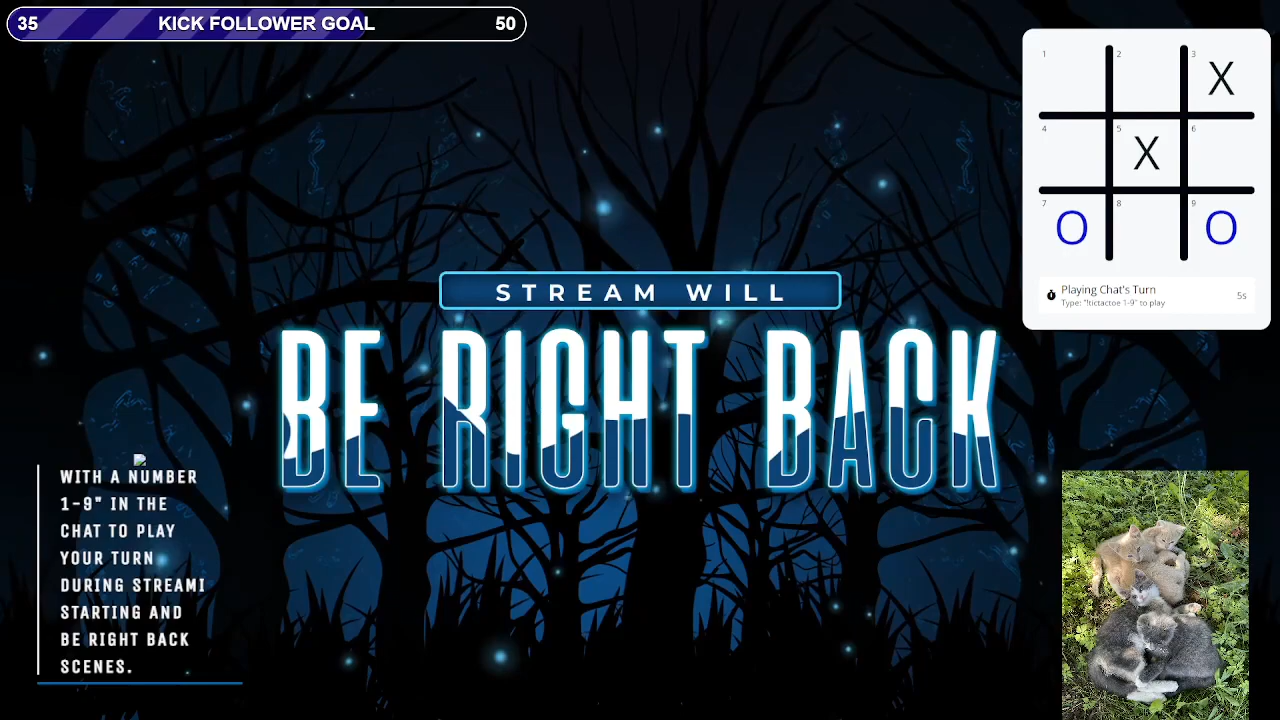 35 KICK FOLLOWER GOAL 50
1 2 3 X
4 5 X 6
7 O 8 9 O
Playing Chat's Turn
Type: "!tictactoe 1-9" to play
5s
STREAM WILL
BE RIGHT BACK
WITH A NUMBER
1-9" IN THE
CHAT TO PLAY
YOUR TURN
DURING STREAMI
STARTING AND
BE RIGHT BACK
SCENES.